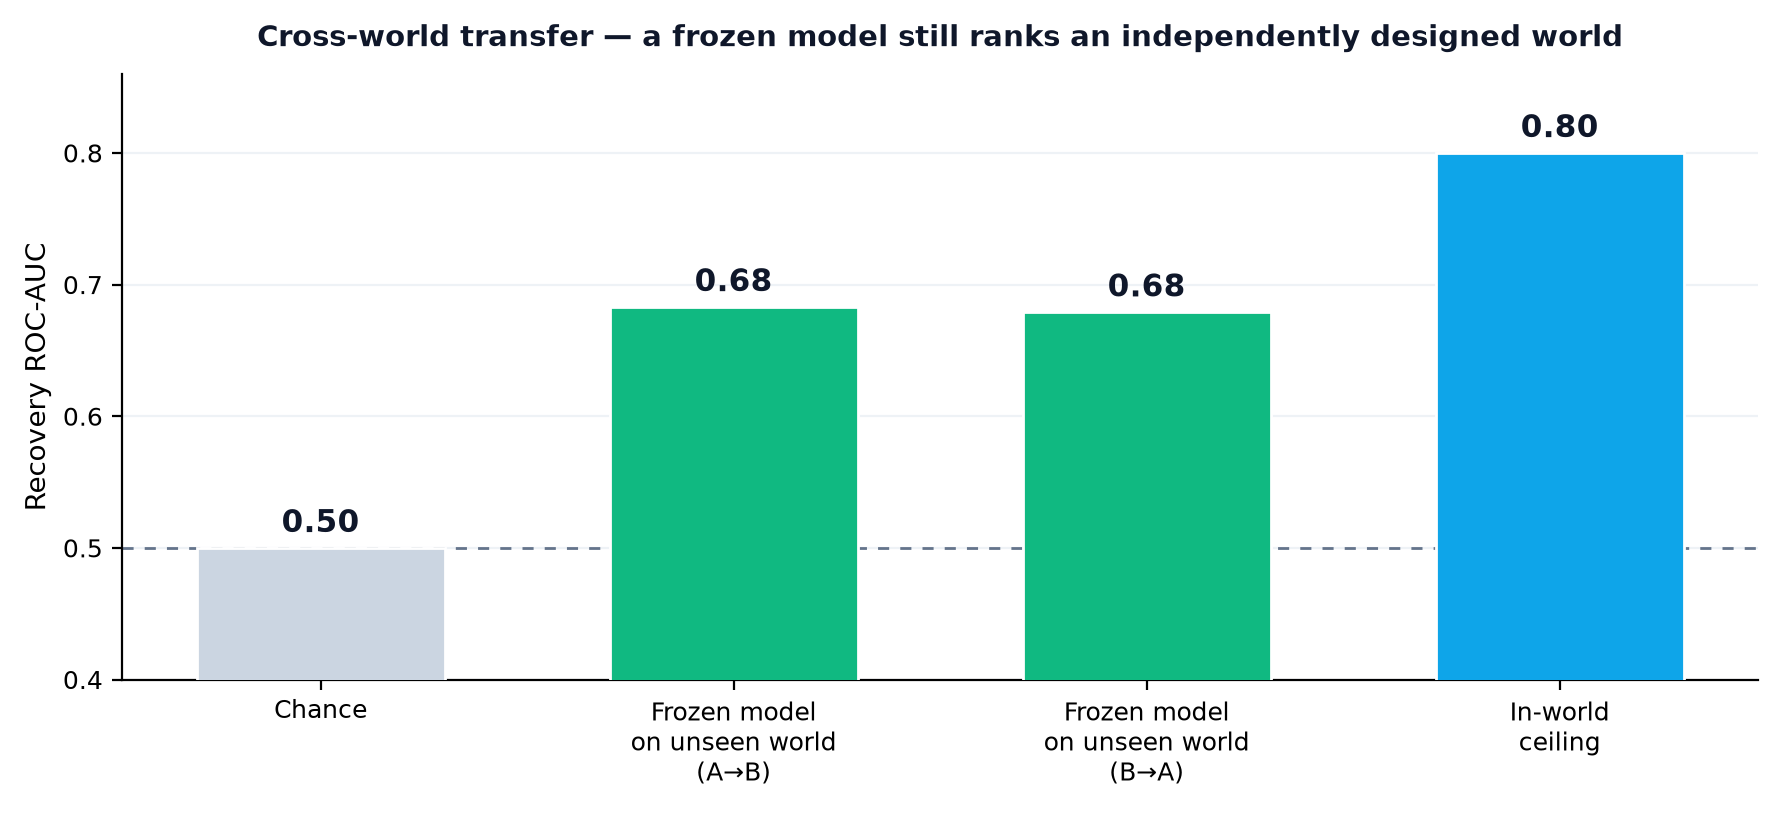 Cross-world transfer — a frozen model still ranks an independently designed world
Recovery ROC-AUC
0.8
0.7
0.6
0.5
0.4
0.50
0.68
0.68
0.80
Chance
Frozen model
on unseen world
(A→B)
Frozen model
on unseen world
(B→A)
In-world
ceiling